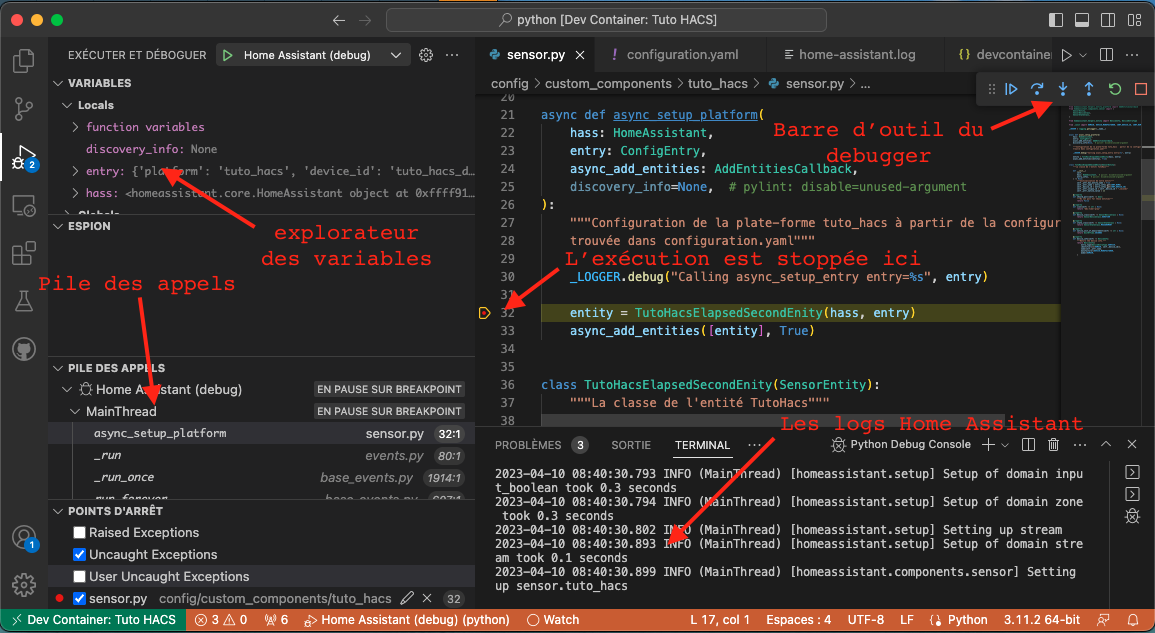 python [Dev Container: Tuto HACS]
EXÉCUTER ET DÉBOGUER
Home Assistant (debug)
VARIABLES
Locals
function variables
discovery_info: None
entry: {'platform': 'tuto_hacs', 'device_id': 'tuto_hacs_d…
hass: <homeassistant.core.HomeAssistant object at 0xffff91…
Globals
ESPION
explorateur
des variables
Pile des appels
PILE DES APPELS
Home Assistant (debug)
EN PAUSE SUR BREAKPOINT
MainThread
EN PAUSE SUR BREAKPOINT
async_setup_platform sensor.py 32:1
_run events.py 80:1
_run_once base_events.py 1914:1
run_forever base_events.py 607:1
POINTS D'ARRÊT
Raised Exceptions
Uncaught Exceptions
User Uncaught Exceptions
sensor.py config/custom_components/tuto_hacs 32
2
1
sensor.py
! configuration.yaml
home-assistant.log
{} devcontaine
config > custom_components > tuto_hacs > sensor.py > ...
20
21 async def async_setup_platform(
22 hass: HomeAssistant,
23 entry: ConfigEntry,
24 async_add_entities: AddEntitiesCallback,
25 discovery_info=None, # pylint: disable=unused-argument
26 ):
27 """Configuration de la plate-forme tuto_hacs à partir de la configur
28 trouvée dans configuration.yaml"""
29
30 _LOGGER.debug("Calling async_setup_entry entry=%s", entry)
31
32 entity = TutoHacsElapsedSecondEnity(hass, entry)
33 async_add_entities([entity], True)
34
35
36 class TutoHacsElapsedSecondEnity(SensorEntity):
37 """La classe de l'entité TutoHacs"""
38
Barre d'outil du
debugger
L'exécution est stoppée ici
Les logs Home Assistant
PROBLÈMES 3 SORTIE TERMINAL ...
Python Debug Console
2023-04-10 08:40:30.793 INFO (MainThread) [homeassistant.setup] Setup of domain inpu
t_boolean took 0.3 seconds
2023-04-10 08:40:30.794 INFO (MainThread) [homeassistant.setup] Setup of domain zone
took 0.3 seconds
2023-04-10 08:40:30.802 INFO (MainThread) [homeassistant.setup] Setting up stream
2023-04-10 08:40:30.893 INFO (MainThread) [homeassistant.setup] Setup of domain stre
am took 0.1 seconds
2023-04-10 08:40:30.899 INFO (MainThread) [homeassistant.components.sensor] Setting
up sensor.tuto_hacs
Dev Container: Tuto HACS 3 0 6 Home Assistant (debug) (python) Watch L 17, col 1 Espaces : 4 UTF-8 LF Python 3.11.2 64-bit